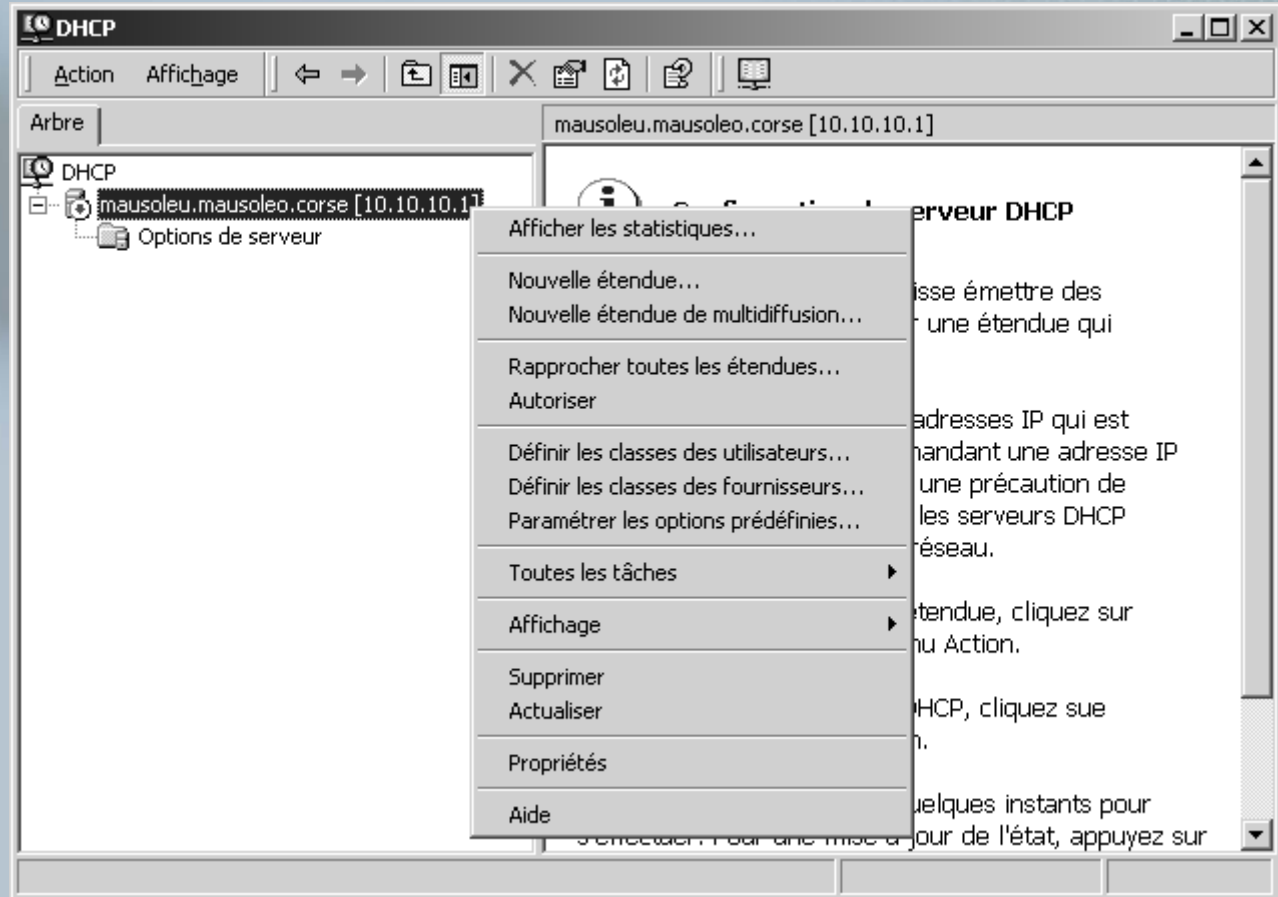 DHCP
Action Affichage
Arbre
mausoleu.mausoleo.corse [10.10.10.1]
DHCP
mausoleu.mausoleo.corse [10.10.10.1]
Options de serveur
Afficher les statistiques...
Nouvelle étendue...
Nouvelle étendue de multidiffusion...
Rapprocher toutes les étendues...
Autoriser
Définir les classes des utilisateurs...
Définir les classes des fournisseurs...
Paramétrer les options prédéfinies...
Toutes les tâches
Affichage
Supprimer
Actualiser
Propriétés
Aide
erveur DHCP
isse émettre des
une étendue qui
adresses IP qui est
andant une adresse IP
une précaution de
les serveurs DHCP
réseau.
étendue, cliquez sur
nu Action.
DHCP, cliquez sue
n.
uelques instants pour
jour de l'état, appuyez sur